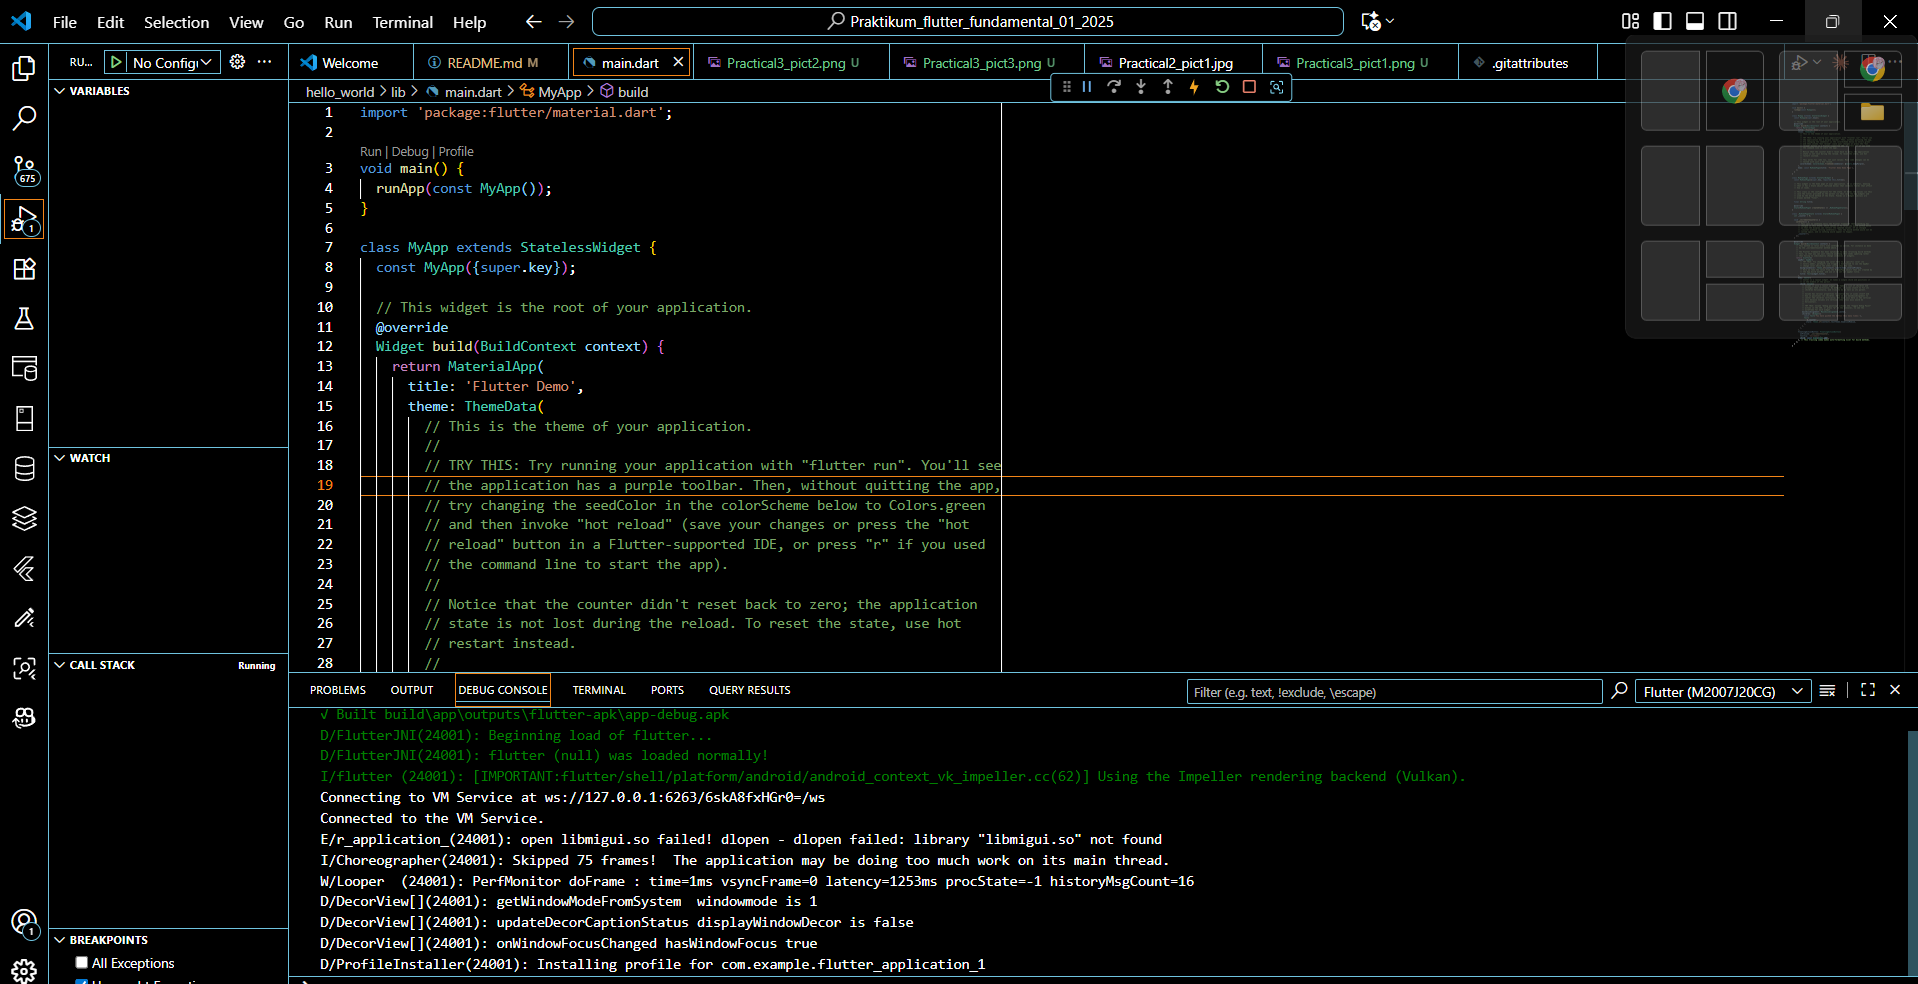 File Edit Selection View Go Run Terminal Help
Praktikum_flutter_fundamental_01_2025
RU... No Config
Welcome
README.md M
main.dart
Practical3_pict2.png U
Practical3_pict3.png U
Practical2_pict1.jpg
Practical3_pict1.png U
.gitattributes
hello_world > lib > main.dart > MyApp > build
675
1
1
VARIABLES
WATCH
CALL STACK
Running
BREAKPOINTS
All Exceptions
1 import 'package:flutter/material.dart';
2
Run | Debug | Profile
3 void main() {
4 runApp(const MyApp());
5 }
6
7 class MyApp extends StatelessWidget {
8 const MyApp({super.key});
9
10 // This widget is the root of your application.
11 @override
12 Widget build(BuildContext context) {
13 return MaterialApp(
14 title: 'Flutter Demo',
15 theme: ThemeData(
16 // This is the theme of your application.
17 //
18 // TRY THIS: Try running your application with "flutter run". You'll see
19 // the application has a purple toolbar. Then, without quitting the app,
20 // try changing the seedColor in the colorScheme below to Colors.green
21 // and then invoke "hot reload" (save your changes or press the "hot
22 // reload" button in a Flutter-supported IDE, or press "r" if you used
23 // the command line to start the app).
24 //
25 // Notice that the counter didn't reset back to zero; the application
26 // state is not lost during the reload. To reset the state, use hot
27 // restart instead.
28 //
PROBLEMS OUTPUT DEBUG CONSOLE TERMINAL PORTS QUERY RESULTS
Filter (e.g. text, !exclude, \escape)
Flutter (M2007J20CG)
√ Built build\app\outputs\flutter-apk\app-debug.apk
D/FlutterJNI(24001): Beginning load of flutter...
D/FlutterJNI(24001): flutter (null) was loaded normally!
I/flutter (24001): [IMPORTANT:flutter/shell/platform/android/android_context_vk_impeller.cc(62)] Using the Impeller rendering backend (Vulkan).
Connecting to VM Service at ws://127.0.0.1:6263/6skA8fxHGr0=/ws
Connected to the VM Service.
E/r_application_(24001): open libmigui.so failed! dlopen - dlopen failed: library "libmigui.so" not found
I/Choreographer(24001): Skipped 75 frames!  The application may be doing too much work on its main thread.
W/Looper  (24001): PerfMonitor doFrame : time=1ms vsyncFrame=0 latency=1253ms procState=-1 historyMsgCount=16
D/DecorView[](24001): getWindowModeFromSystem  windowmode is 1
D/DecorView[](24001): updateDecorCaptionStatus displayWindowDecor is false
D/DecorView[](24001): onWindowFocusChanged hasWindowFocus true
D/ProfileInstaller(24001): Installing profile for com.example.flutter_application_1